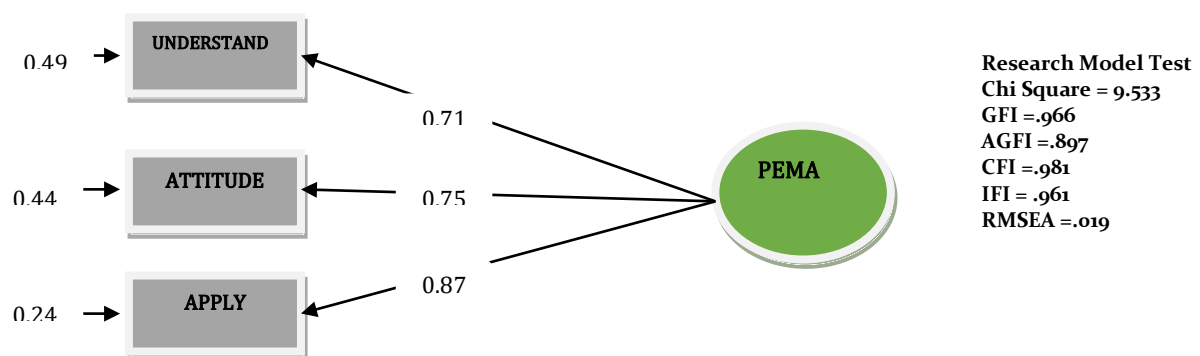 UNDERSTAND
0.49
0.71
ATTITUDE
0.44
0.75
APPLY
0.24
0.87
PEMA
Research Model Test
Chi Square = 9.533
GFI =.966
AGFI =.897
CFI =.981
IFI = .961
RMSEA =.019